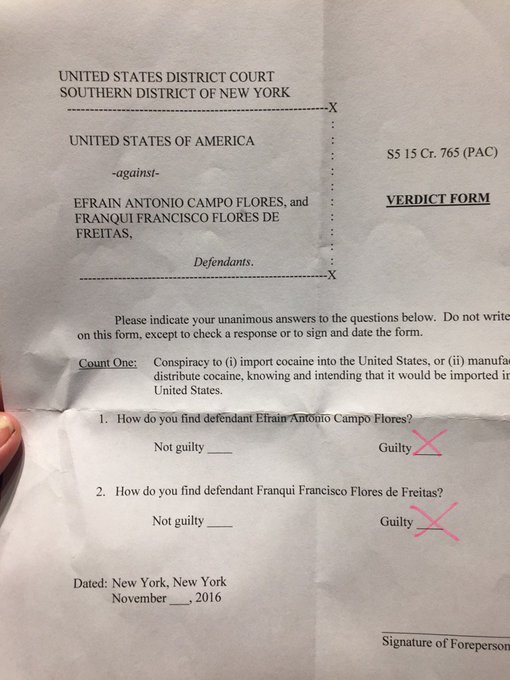 UNITED STATES DISTRICT COURT
SOUTHERN DISTRICT OF NEW YORK
--------------------------------------------------X
UNITED STATES OF AMERICA
-against-
EFRAIN ANTONIO CAMPO FLORES, and
FRANQUI FRANCISCO FLORES DE
FREITAS,
Defendants.
--------------------------------------------------X
S5 15 Cr. 765 (PAC)
VERDICT FORM
Please indicate your unanimous answers to the questions below. Do not write
on this form, except to check a response or to sign and date the form.
Count One: Conspiracy to (i) import cocaine into the United States, or (ii) manufa
distribute cocaine, knowing and intending that it would be imported in
United States.
1. How do you find defendant Efrain Antonio Campo Flores?
Not guilty ____ Guilty X
2. How do you find defendant Franqui Francisco Flores de Freitas?
Not guilty ____ Guilty X
Dated: New York, New York
November ___, 2016
Signature of Foreperson